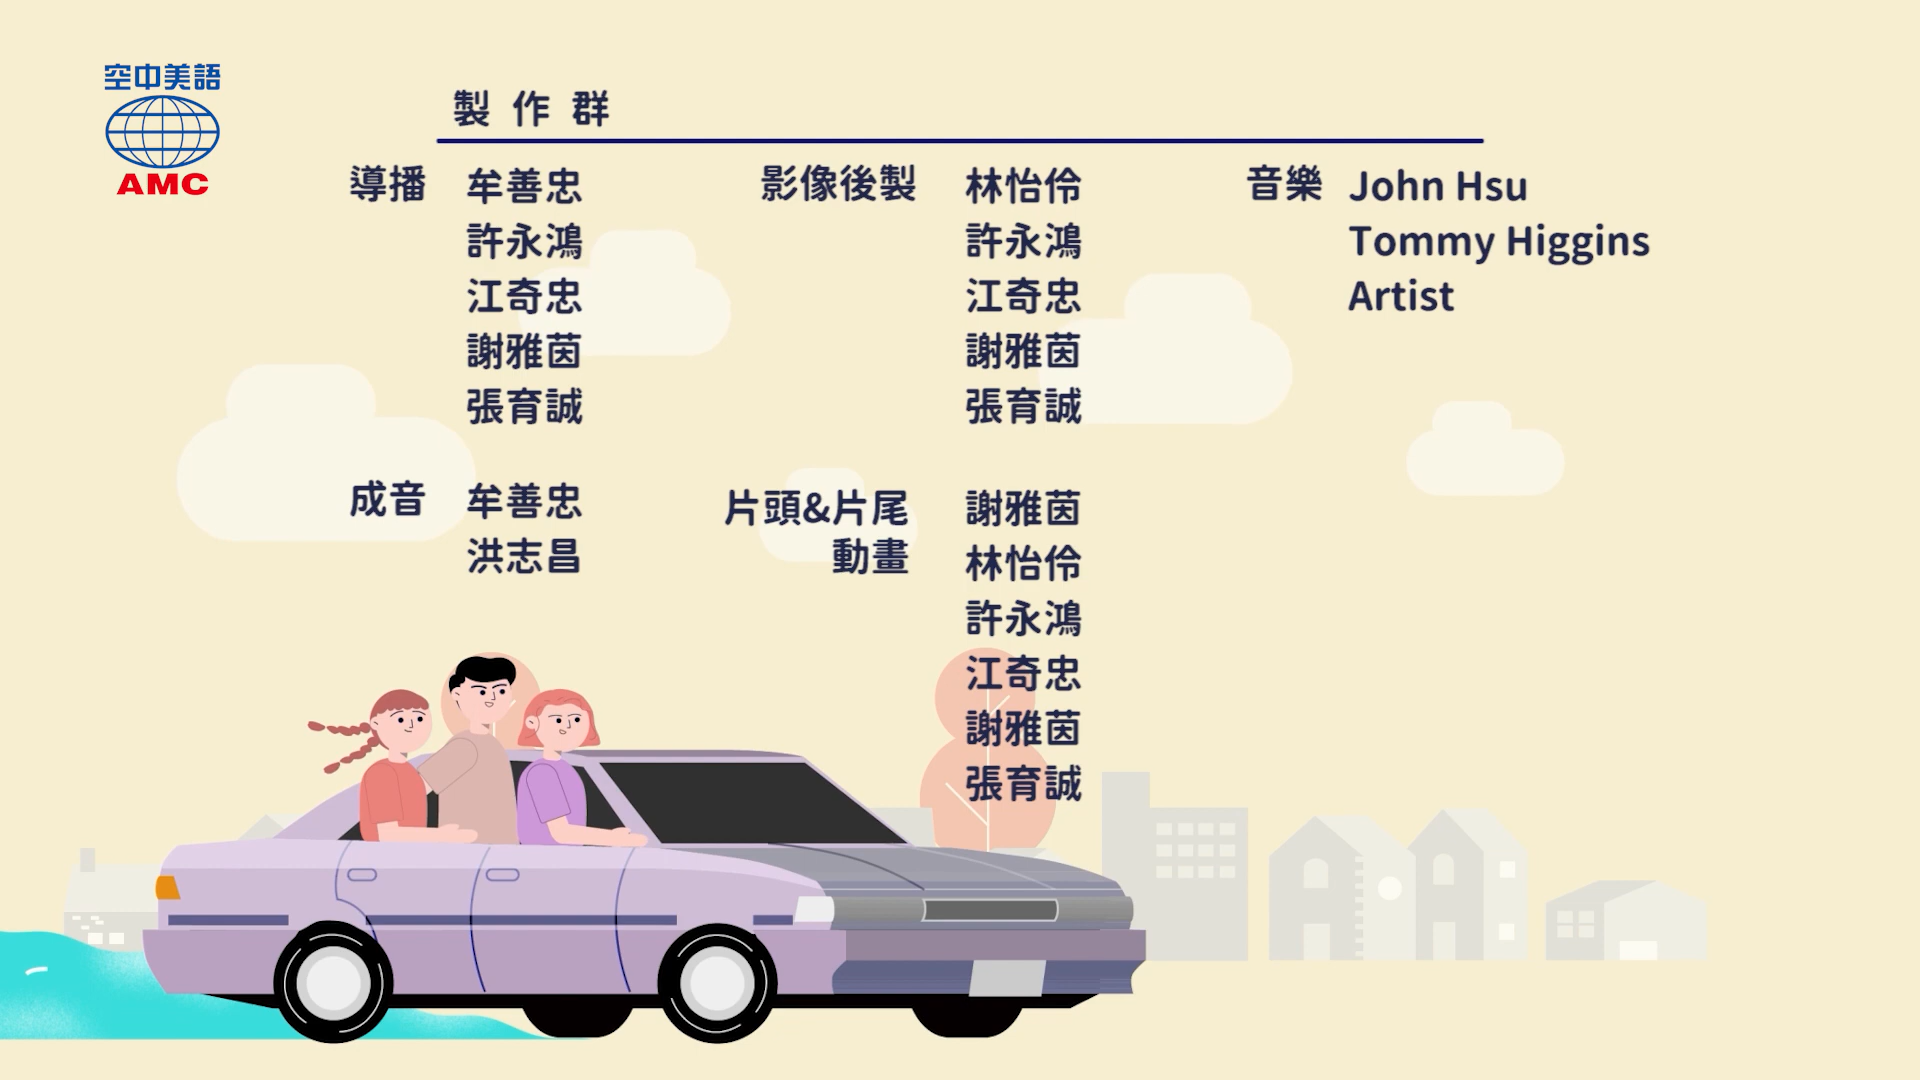 空中美語
AMC
製作群
導播
牟善忠
許永鴻
江奇忠
謝雅茵
張育誠
成音
牟善忠
洪志昌
影像後製
林怡伶
許永鴻
江奇忠
謝雅茵
張育誠
片頭&片尾
動畫
謝雅茵
林怡伶
許永鴻
江奇忠
謝雅茵
張育誠
音樂
John Hsu
Tommy Higgins
Artist